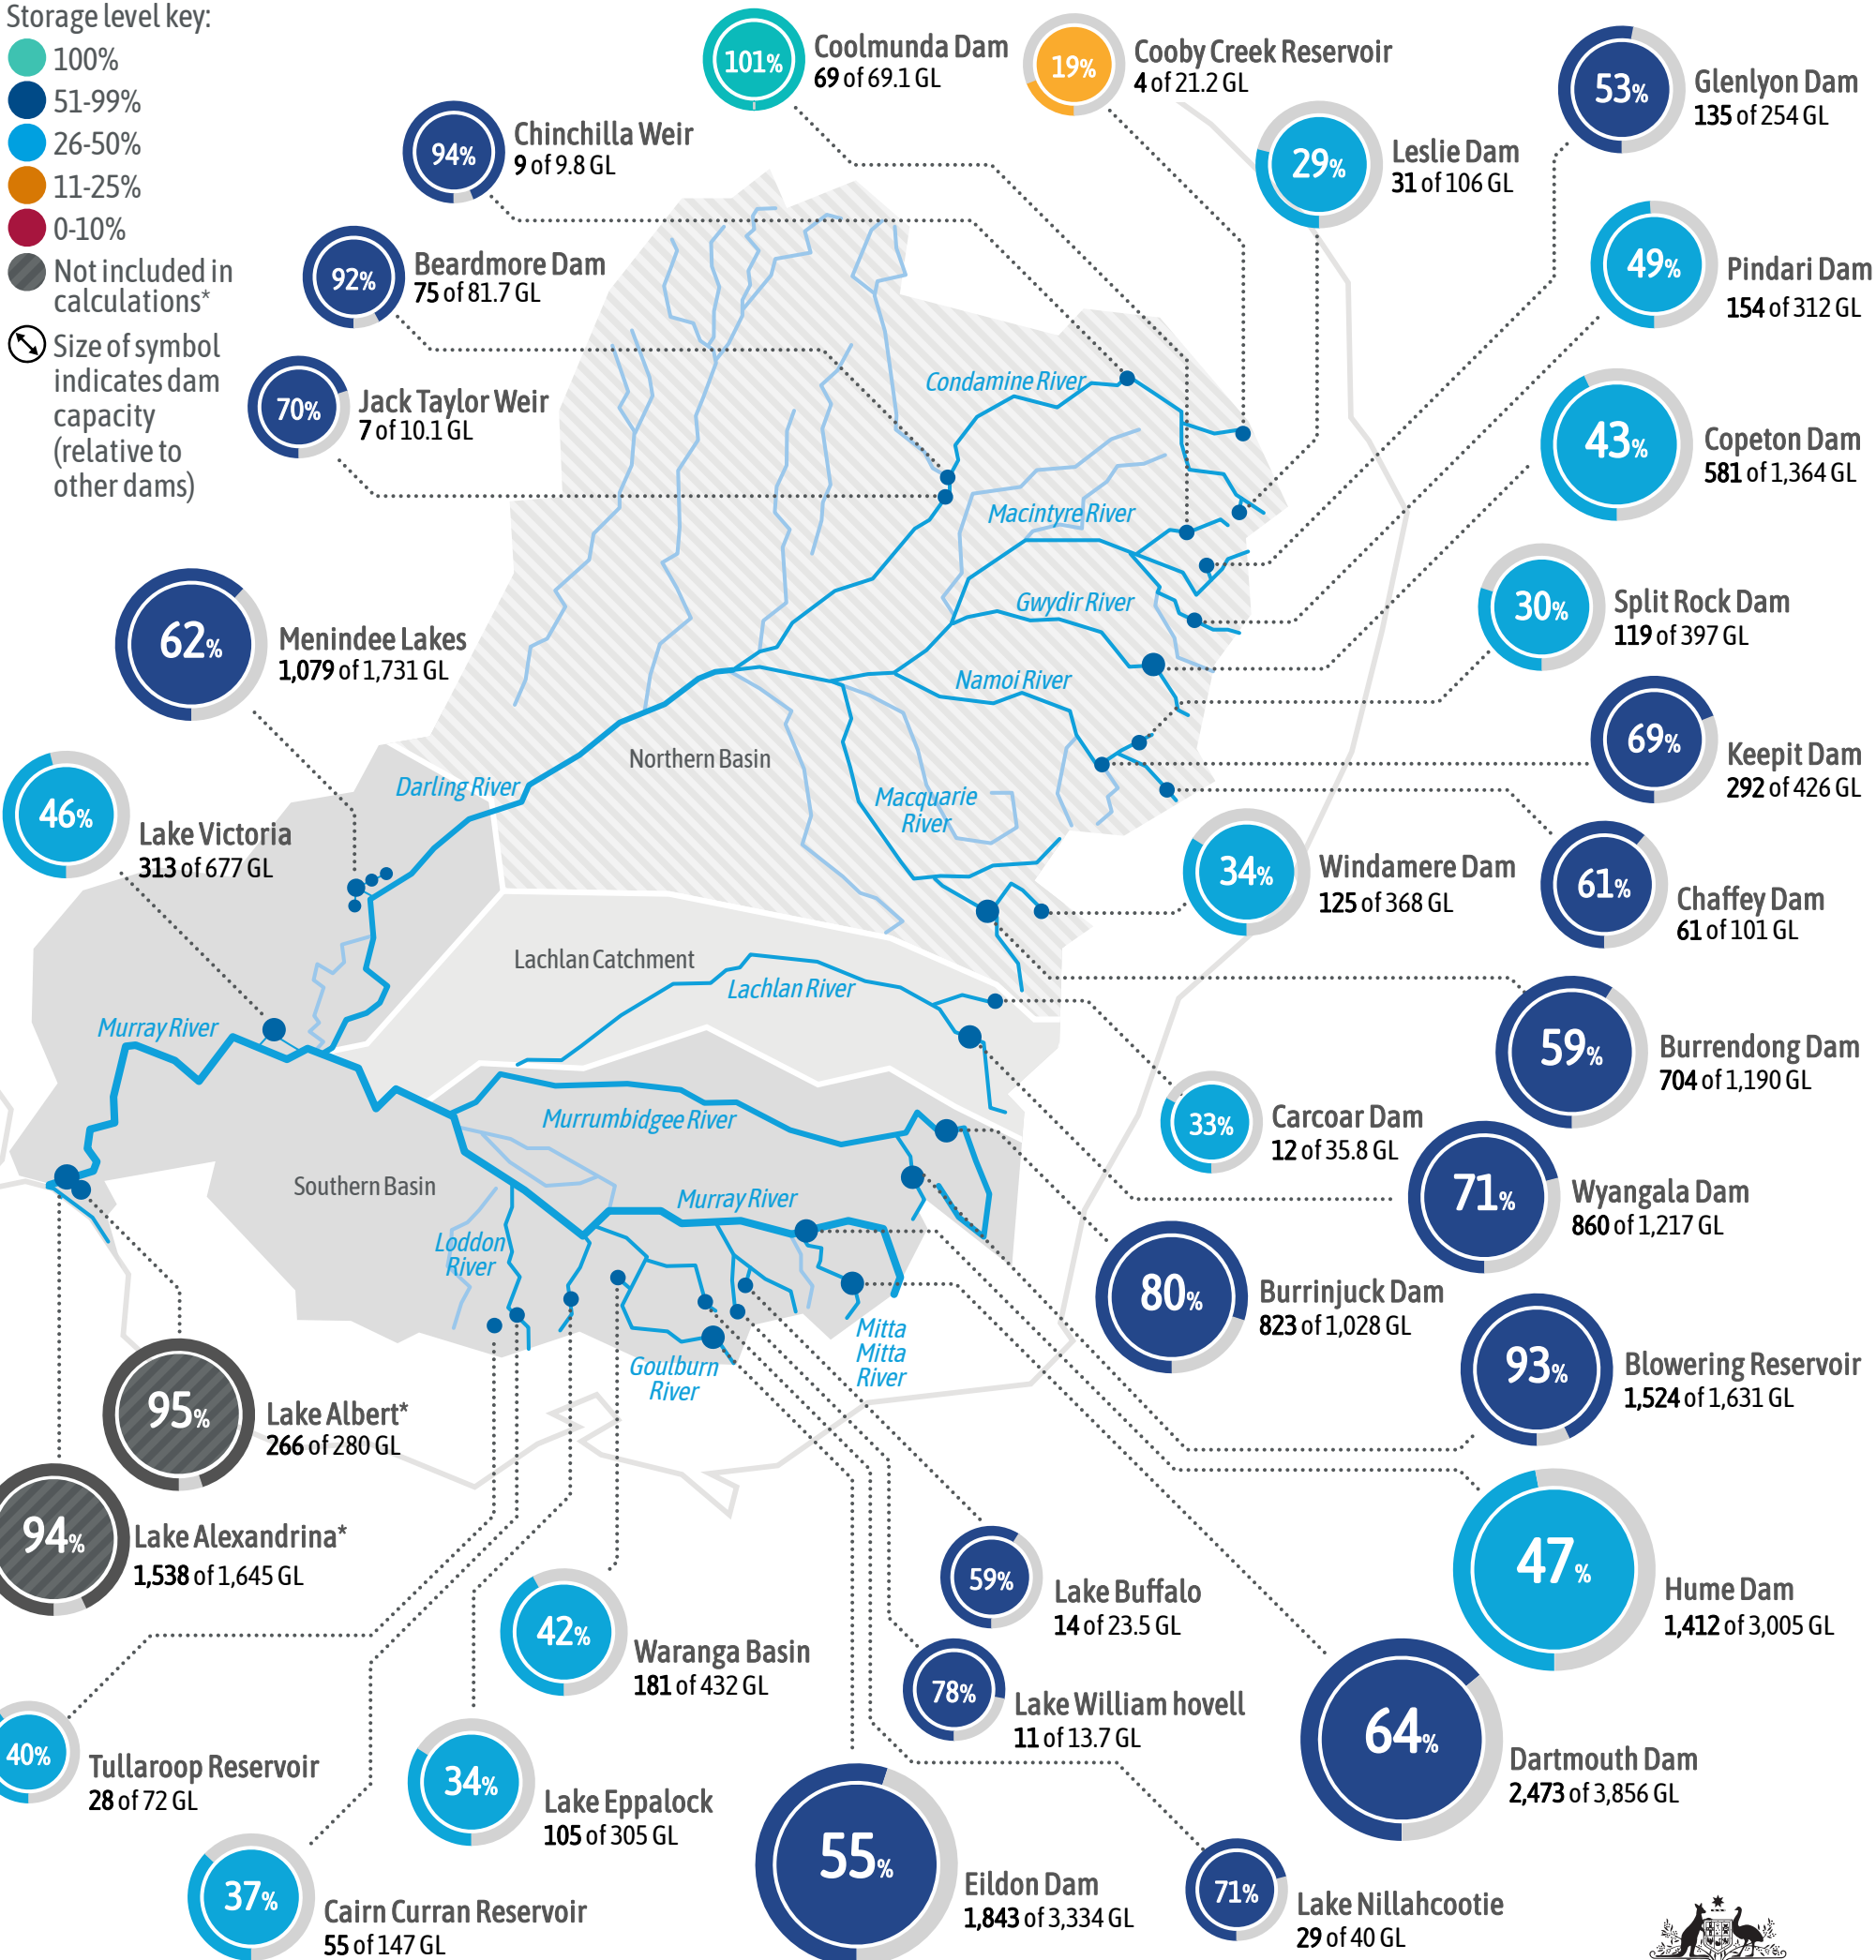 Storage level key:
100%
51-99%
26-50%
11-25%
0-10%
Not included in
calculations*
Size of symbol
indicates dam
capacity
(relative to
other dams)
101%
Coolmunda Dam
69 of 69.1 GL
19%
Cooby Creek Reservoir
4 of 21.2 GL
53%
Glenlyon Dam
135 of 254 GL
94%
Chinchilla Weir
9 of 9.8 GL
29%
Leslie Dam
31 of 106 GL
92%
Beardmore Dam
75 of 81.7 GL
49%
Pindari Dam
154 of 312 GL
70%
Jack Taylor Weir
7 of 10.1 GL
Condamine River
43%
Copeton Dam
581 of 1,364 GL
Macintyre River
62%
Menindee Lakes
1,079 of 1,731 GL
Gwydir River
30%
Split Rock Dam
119 of 397 GL
Namoi River
69%
Keepit Dam
292 of 426 GL
Northern Basin
Darling River
Macquarie
River
46%
Lake Victoria
313 of 677 GL
34%
Windamere Dam
125 of 368 GL
61%
Chaffey Dam
61 of 101 GL
Lachlan Catchment
Lachlan River
Murray River
59%
Burrendong Dam
704 of 1,190 GL
Murrumbidgee River
33%
Carcoar Dam
12 of 35.8 GL
71%
Wyangala Dam
860 of 1,217 GL
Southern Basin
Murray River
Loddon
River
80%
Burrinjuck Dam
823 of 1,028 GL
Mitta
Mitta
River
Goulburn
River
93%
Blowering Reservoir
1,524 of 1,631 GL
95%
Lake Albert*
266 of 280 GL
94%
Lake Alexandrina*
1,538 of 1,645 GL
47%
Hume Dam
1,412 of 3,005 GL
59%
Lake Buffalo
14 of 23.5 GL
42%
Waranga Basin
181 of 432 GL
78%
Lake William hovell
11 of 13.7 GL
64%
Dartmouth Dam
2,473 of 3,856 GL
40%
Tullaroop Reservoir
28 of 72 GL
34%
Lake Eppalock
105 of 305 GL
55%
Eildon Dam
1,843 of 3,334 GL
71%
Lake Nillahcootie
29 of 40 GL
37%
Cairn Curran Reservoir
55 of 147 GL